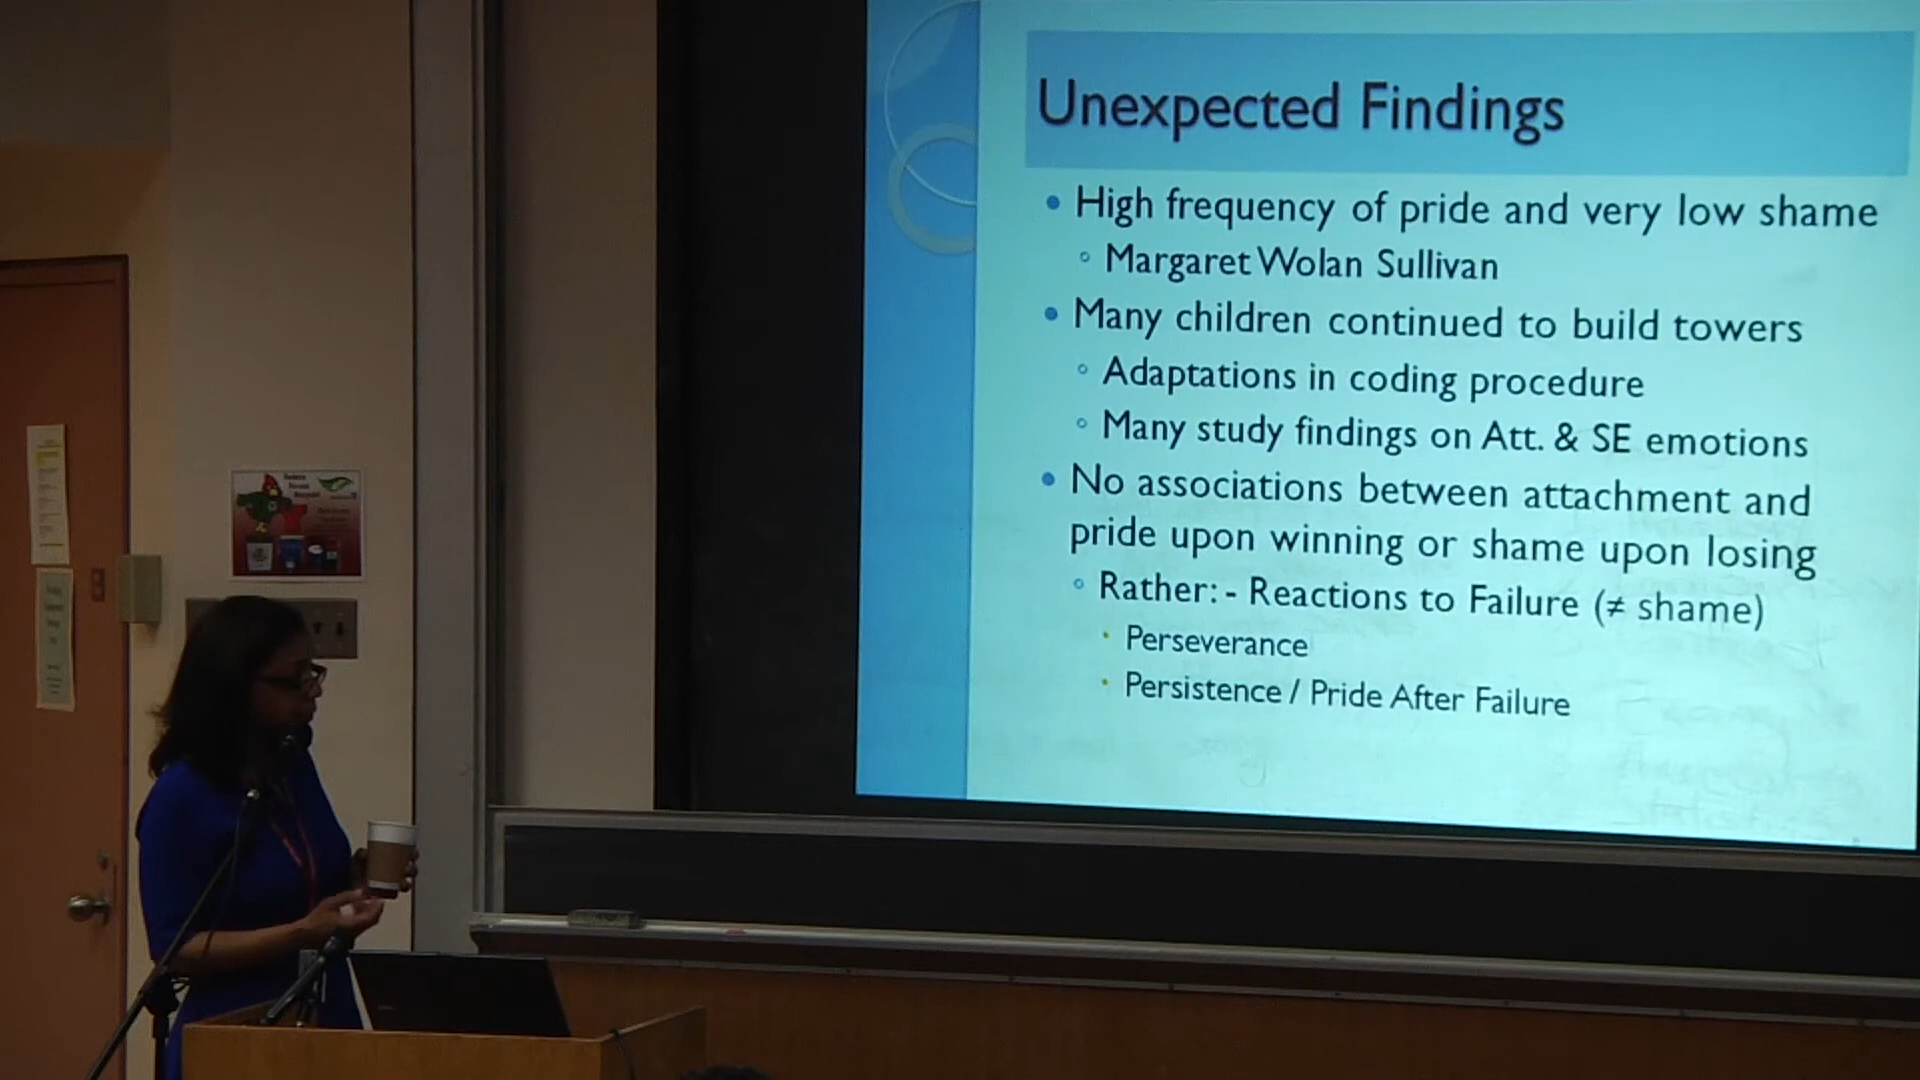 Unexpected Findings
High frequency of pride and very low shame
Margaret Wolan Sullivan
Many children continued to build towers
Adaptations in coding procedure
Many study findings on Att. & SE emotions
No associations between attachment and
pride upon winning or shame upon losing
Rather: - Reactions to Failure (≠ shame)
Perseverance
Persistence / Pride After Failure